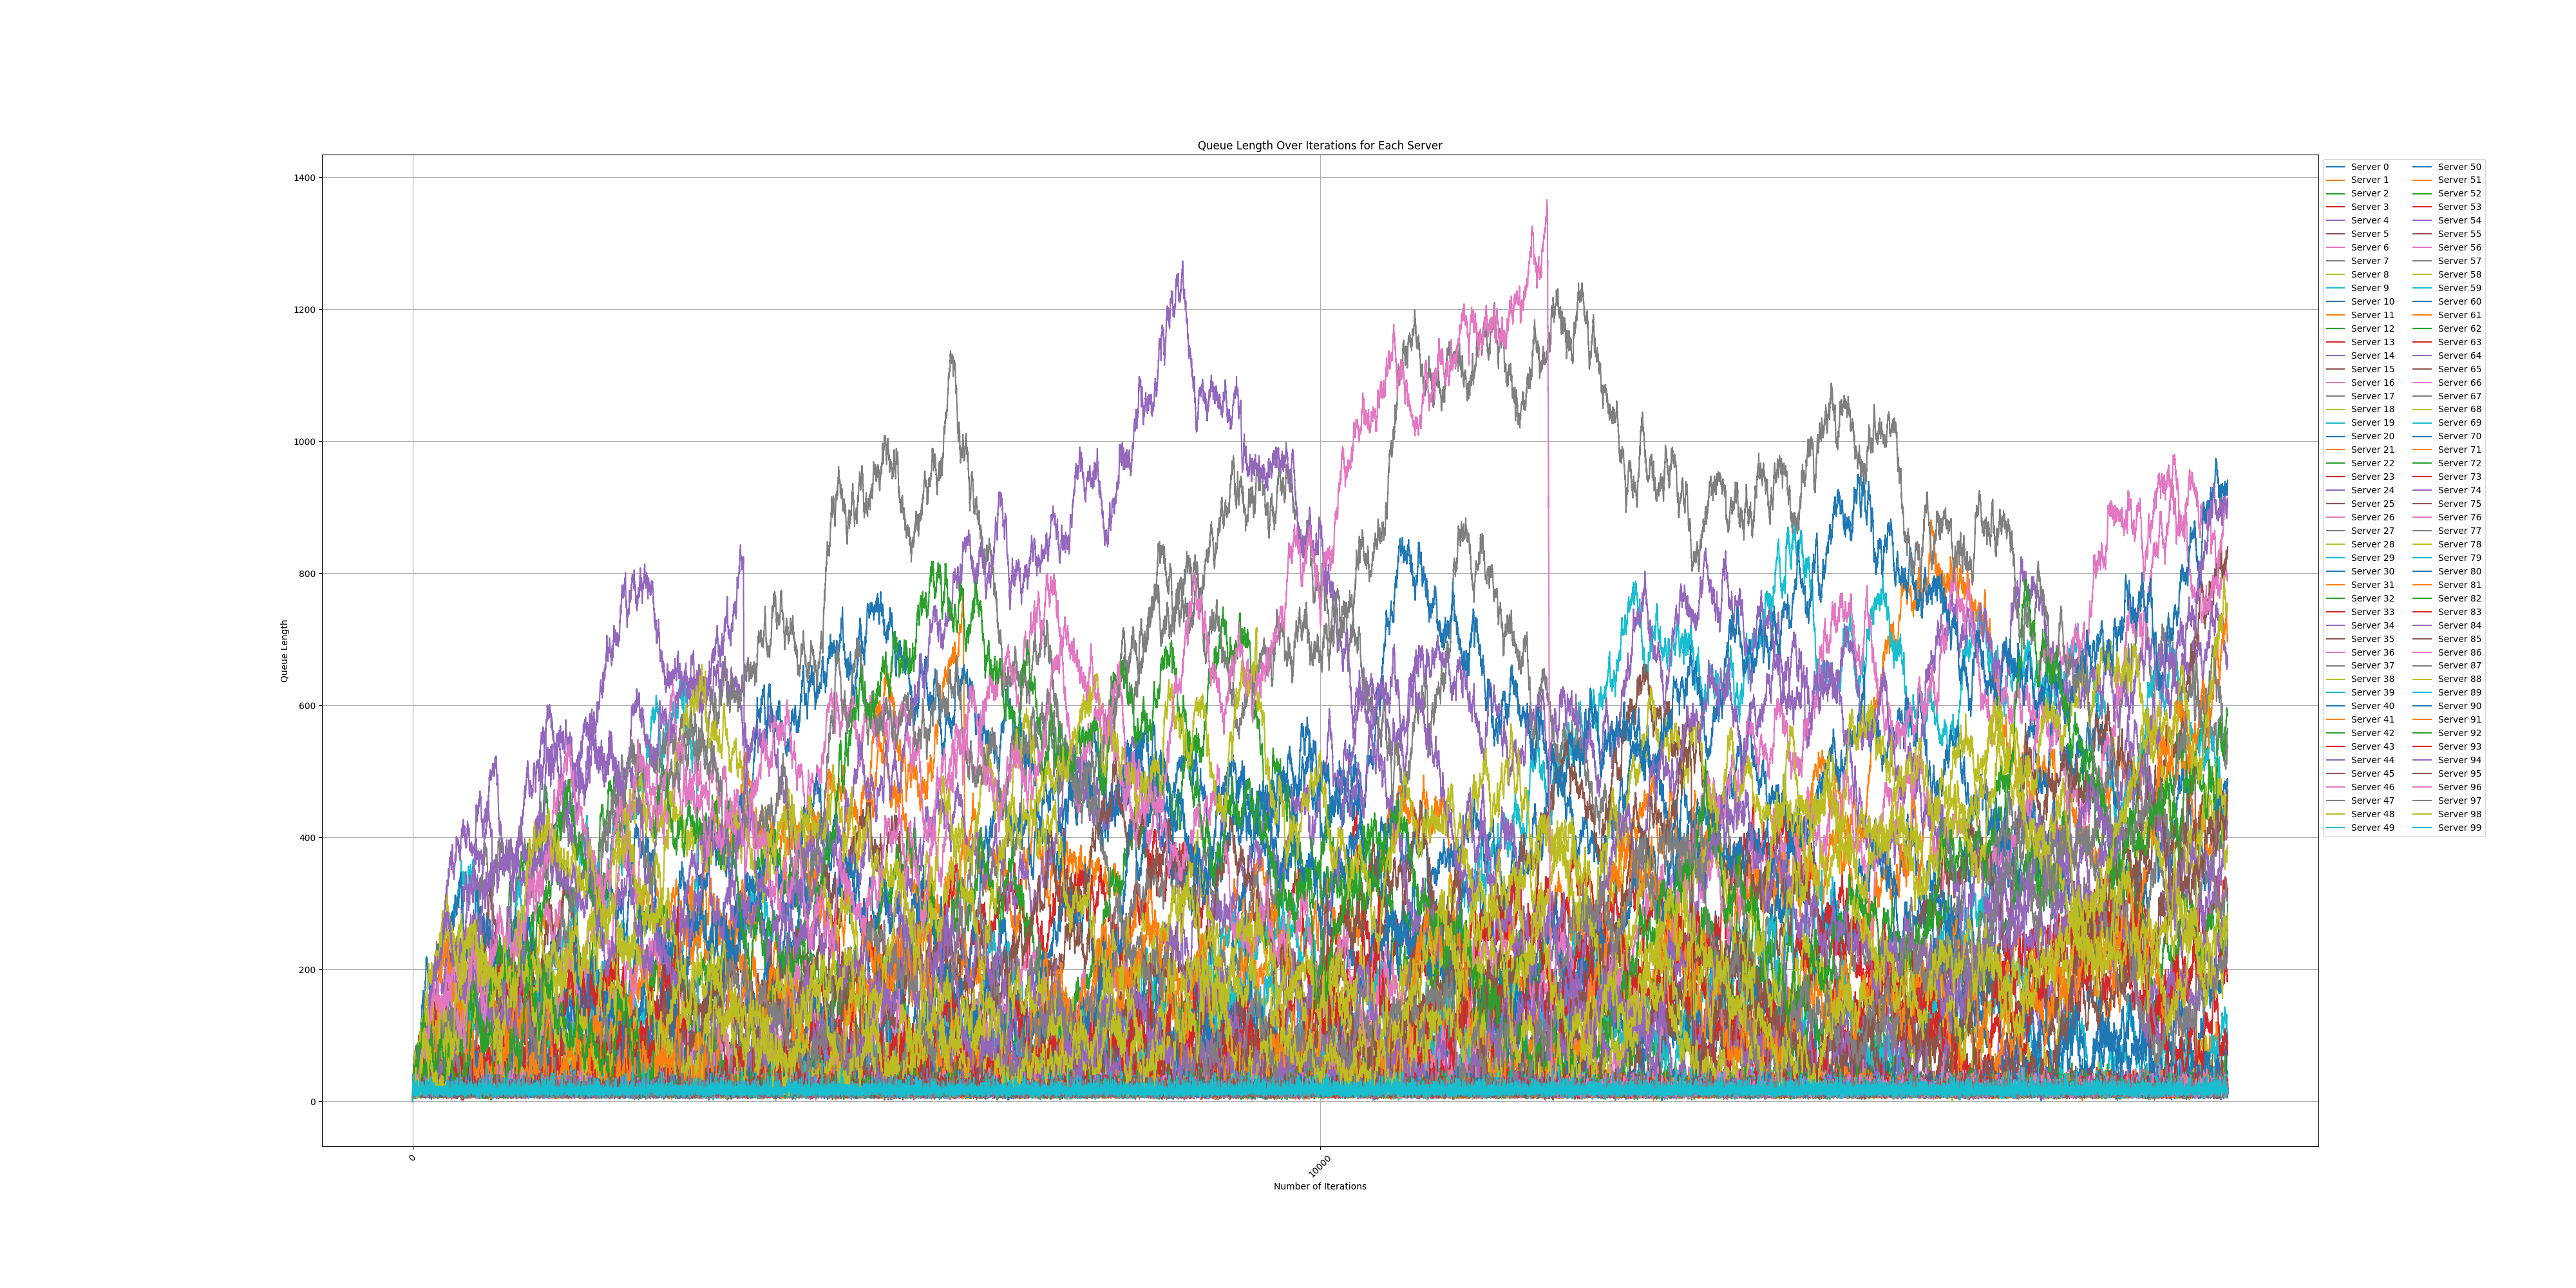 Queue Length Over Iterations for Each Server
1400
1200
1000
800
600
400
200
0
Queue Length
0
10000
Number of Iterations
Server 0
Server 1
Server 2
Server 3
Server 4
Server 5
Server 6
Server 7
Server 8
Server 9
Server 10
Server 11
Server 12
Server 13
Server 14
Server 15
Server 16
Server 17
Server 18
Server 19
Server 20
Server 21
Server 22
Server 23
Server 24
Server 25
Server 26
Server 27
Server 28
Server 29
Server 30
Server 31
Server 32
Server 33
Server 34
Server 35
Server 36
Server 37
Server 38
Server 39
Server 40
Server 41
Server 42
Server 43
Server 44
Server 45
Server 46
Server 47
Server 48
Server 49
Server 50
Server 51
Server 52
Server 53
Server 54
Server 55
Server 56
Server 57
Server 58
Server 59
Server 60
Server 61
Server 62
Server 63
Server 64
Server 65
Server 66
Server 67
Server 68
Server 69
Server 70
Server 71
Server 72
Server 73
Server 74
Server 75
Server 76
Server 77
Server 78
Server 79
Server 80
Server 81
Server 82
Server 83
Server 84
Server 85
Server 86
Server 87
Server 88
Server 89
Server 90
Server 91
Server 92
Server 93
Server 94
Server 95
Server 96
Server 97
Server 98
Server 99